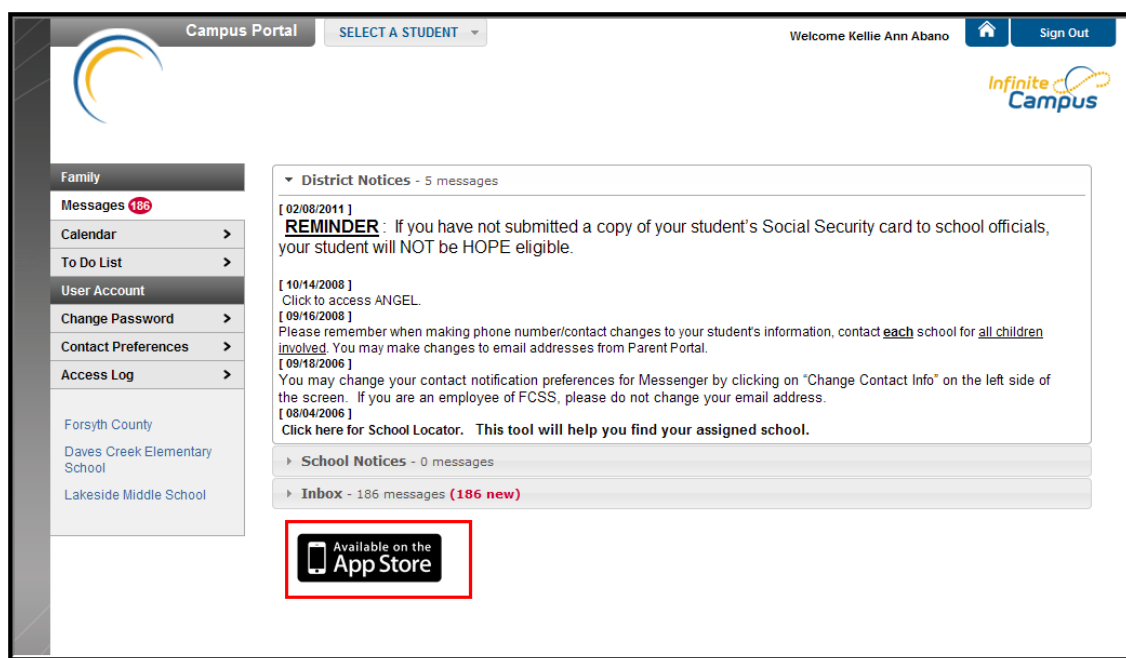 Campus Portal
SELECT A STUDENT
Welcome Kellie Ann Abano
Sign Out
Infinite
Campus
Family
Messages 186
Calendar
To Do List
User Account
Change Password
Contact Preferences
Access Log
Forsyth County
Daves Creek Elementary
School
Lakeside Middle School
District Notices - 5 messages
[ 02/08/2011 ]
REMINDER : If you have not submitted a copy of your student's Social Security card to school officials,
your student will NOT be HOPE eligible.
[ 10/14/2008 ]
Click to access ANGEL.
[ 09/16/2008 ]
Please remember when making phone number/contact changes to your student's information, contact each school for all children
involved. You may make changes to email addresses from Parent Portal.
[ 09/18/2006 ]
You may change your contact notification preferences for Messenger by clicking on "Change Contact Info" on the left side of
the screen. If you are an employee of FCSS, please do not change your email address.
[ 08/04/2006 ]
Click here for School Locator. This tool will help you find your assigned school.
School Notices - 0 messages
Inbox - 186 messages (186 new)
Available on the
App Store